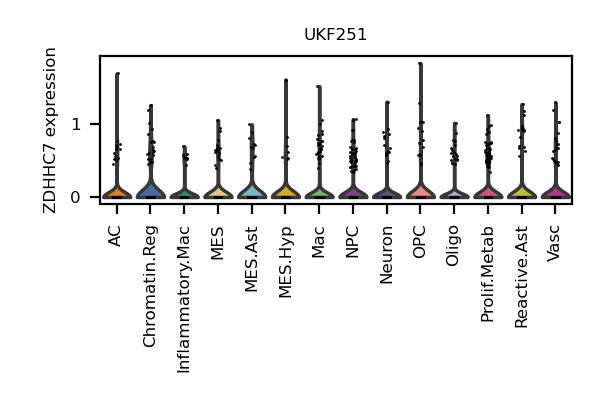 UKF251
ZDHHC7 expression
1
0
AC
Chromatin.Reg
Inflammatory.Mac
MES
MES.Ast
MES.Hyp
Mac
NPC
Neuron
OPC
Oligo
Prolif.Metab
Reactive.Ast
Vasc